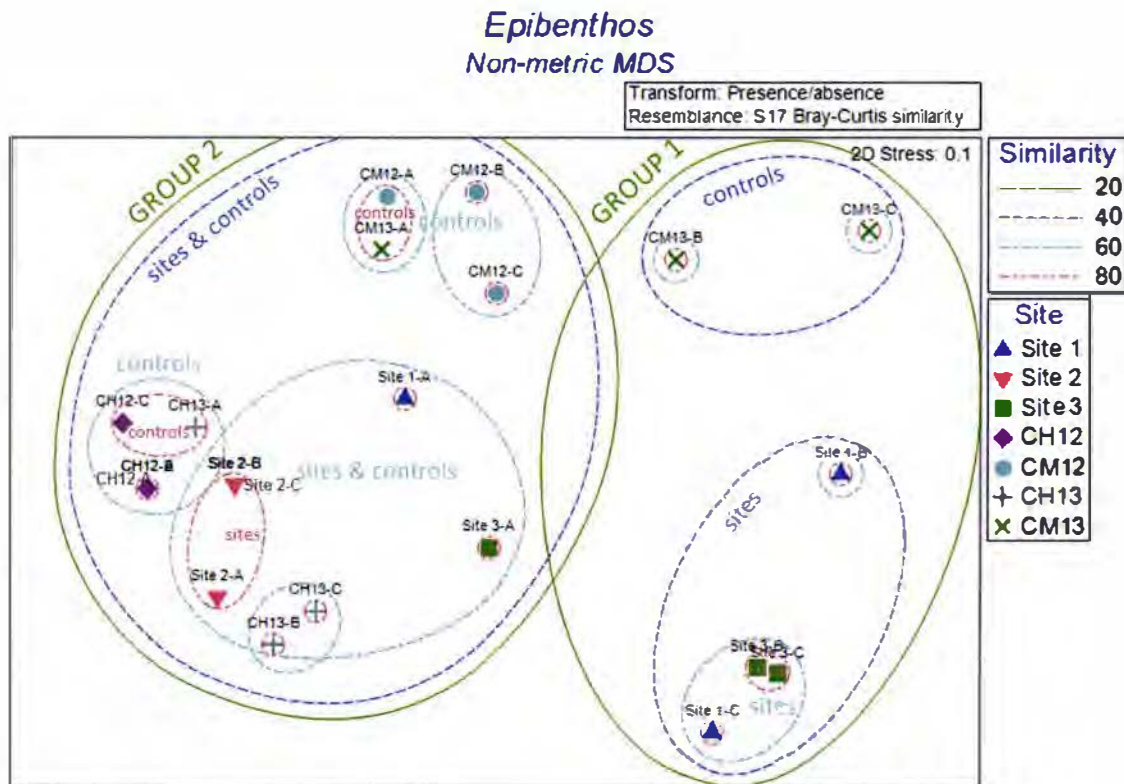 Epibenthos
Non-metric MDS
Transform: Presence/absence
Resemblance: S17 Bray-Curtis similarity
2D Stress: 0.1
GROUP 2
GROUP 1
sites & controls
controls
CM12-A
controls
CM13-A
controls
CM12-B
CM12-C
CM13-B
CM13-C
controls
CH12-C
CH13-A
controls
CH12
Site 1-A
sites & controls
Site 2-B
Site 2-C
sites
Site 2-A
Site 3-A
CH13-C
CH13-B
sites
Site 1-B
Site 3-B
Site 3-C
sites
Site 1-C
Similarity
20
40
60
80
Site
Site 1
Site 2
Site3
CH12
CM12
CH13
CM13